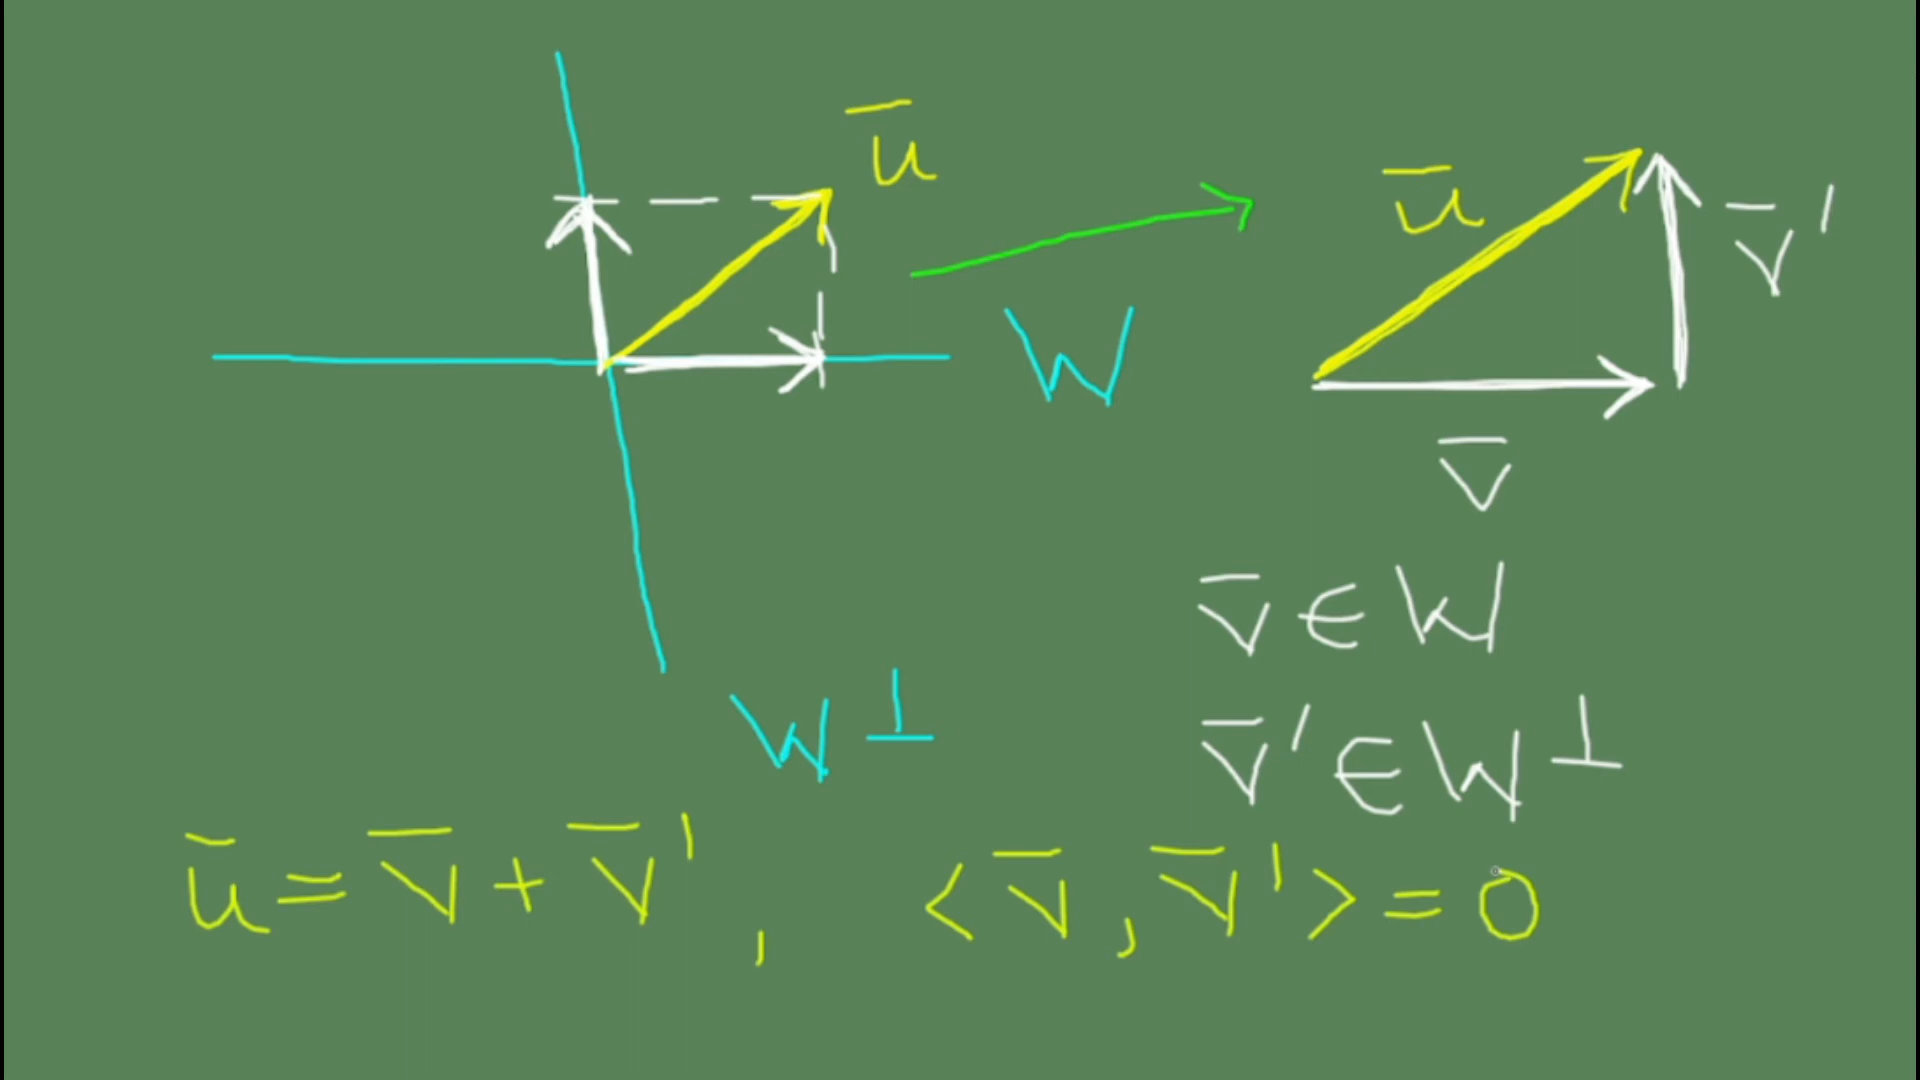 u̅
u̅
v̅'
W
v̅
v̅ ∈ W
W⊥
v̅' ∈ W⊥
u̅ = v̅ + v̅' , <v̅, v̅'> = 0